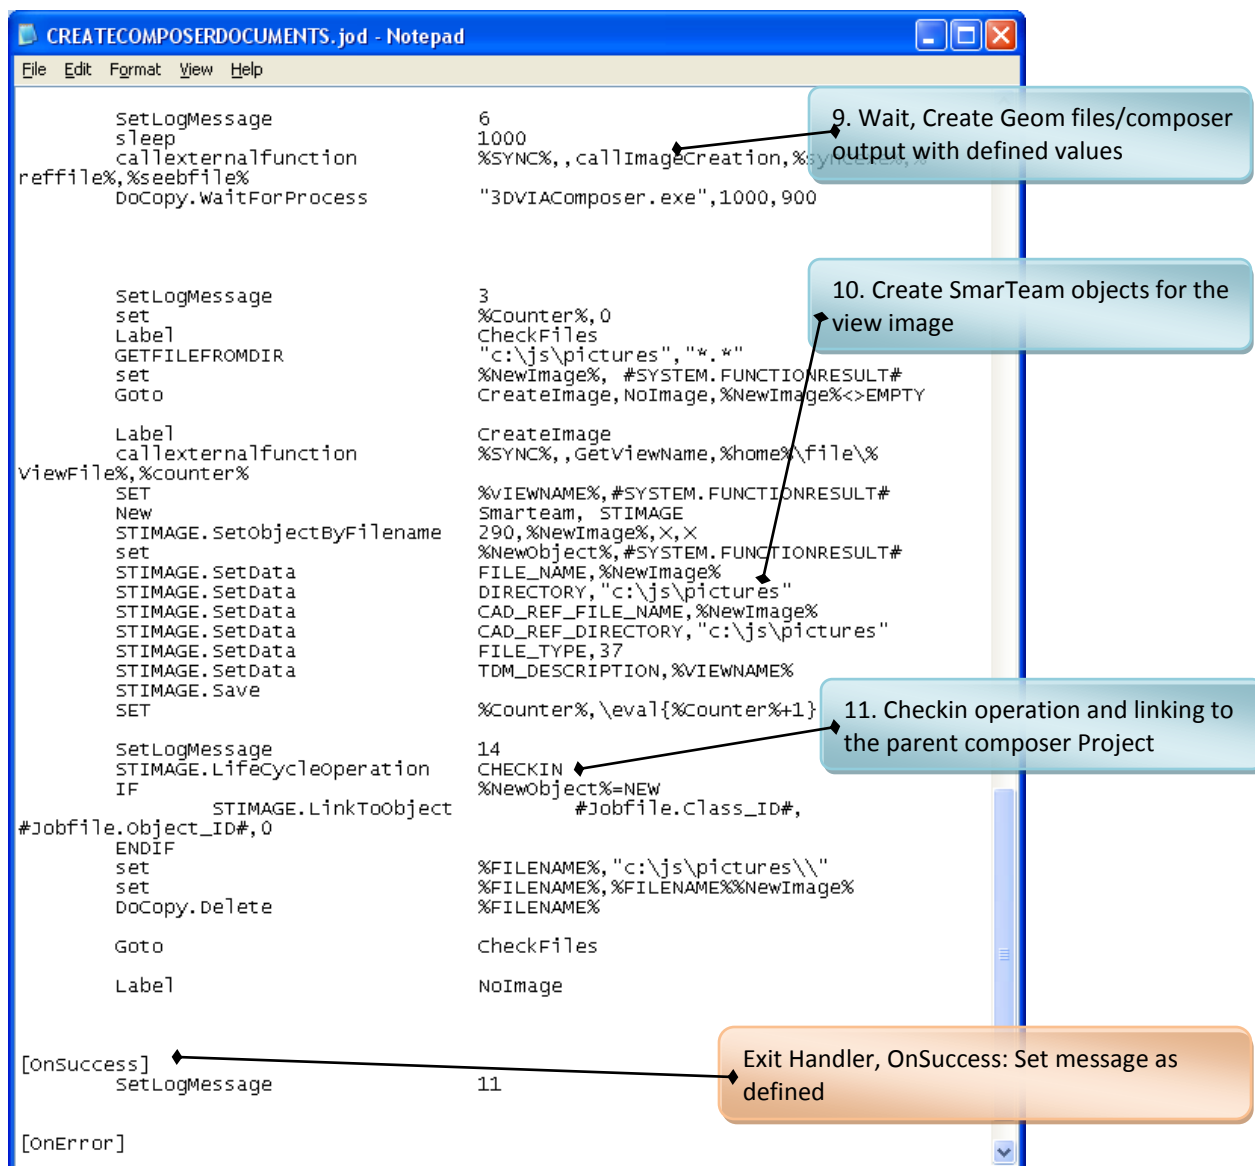 CREATECOMPOSERDOCUMENTS.jod - Notepad
File Edit Format View Help
SetLogMessage 6
sleep 1000
callexternalfunction %SYNC%,,callImageCreation,
reffile%,%seebfile%
DoCopy.WaitForProcess "3DVIAComposer.exe",1000,900
9. Wait, Create Geom files/composer
output with defined values
SetLogMessage 3
set %Counter%,0
Label CheckFiles
GETFILEFROMDIR "c:\js\pictures","*.*"
set %NewImage%, #SYSTEM.FUNCTIONRESULT#
Goto CreateImage,NoImage,%NewImage%<>EMPTY
10. Create SmarTeam objects for the
view image
Label CreateImage
callexternalfunction %SYNC%,,GetViewName,%home%\file\%
ViewFile%,%counter%
SET %VIEWNAME%,#SYSTEM.FUNCTIONRESULT#
New Smarteam, STIMAGE
STIMAGE.SetObjectByFilename 290,%NewImage%,X,X
set %NewObject%,#SYSTEM.FUNCTIONRESULT#
STIMAGE.SetData FILE_NAME,%NewImage%
STIMAGE.SetData DIRECTORY,"c:\js\pictures"
STIMAGE.SetData CAD_REF_FILE_NAME,%NewImage%
STIMAGE.SetData CAD_REF_DIRECTORY,"c:\js\pictures"
STIMAGE.SetData FILE_TYPE,37
STIMAGE.SetData TDM_DESCRIPTION,%VIEWNAME%
STIMAGE.Save
SET %Counter%,\eval{%Counter%+1}
11. Checkin operation and linking to
the parent composer Project
SetLogMessage 14
STIMAGE.LifeCycleOperation CHECKIN
IF %NewObject%=NEW
STIMAGE.LinkToObject #Jobfile.Class_ID#,
#Jobfile.Object_ID#,0
ENDIF
set %FILENAME%,"c:\js\pictures\\"
set %FILENAME%,%FILENAME%%NewImage%
DoCopy.Delete %FILENAME%
Goto CheckFiles
Label NoImage
[OnSuccess]
SetLogMessage 11
Exit Handler, OnSuccess: Set message as
defined
[OnError]